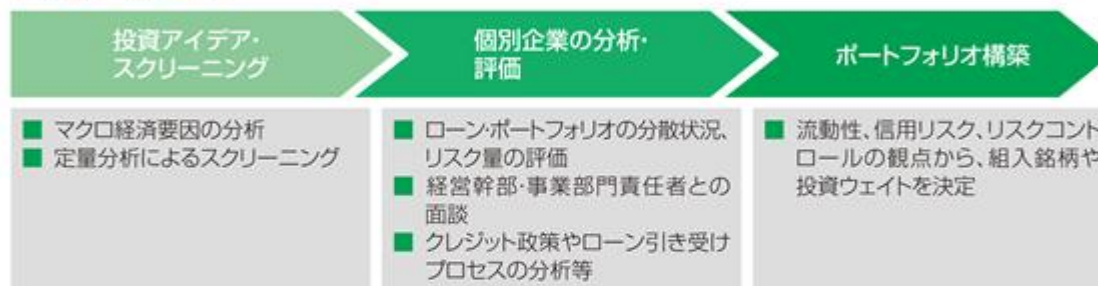 投資アイデア・
スクリーニング
個別企業の分析・
評価
ポートフォリオ構築
■ マクロ経済要因の分析
■ 定量分析によるスクリーニング
■ ローン・ポートフォリオの分散状況、
リスク量の評価
■ 経営幹部・事業部門責任者との
面談
■ クレジット政策やローン引き受け
プロセスの分析等
■ 流動性、信用リスク、リスクコント
ロールの観点から、組入銘柄や
投資ウェイトを決定